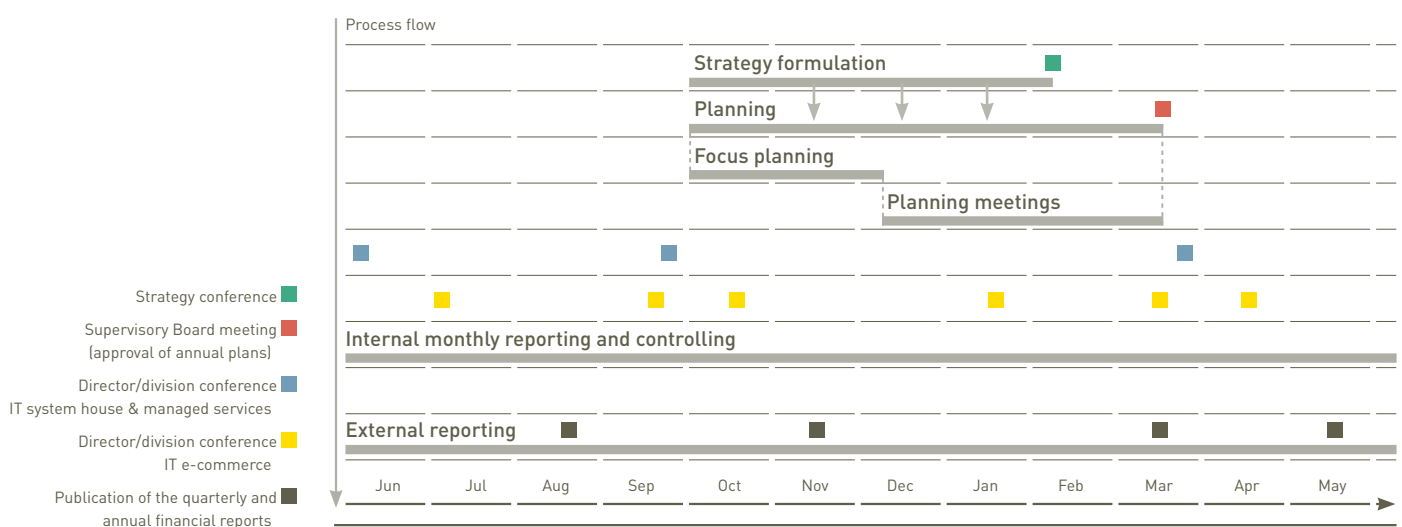 Process flow
Strategy formulation
Planning
Focus planning
Planning meetings
Strategy conference
Supervisory Board meeting
(approval of annual plans)
Internal monthly reporting and controlling
Director/division conference
IT system house & managed services
External reporting
Director/division conference
IT e-commerce
Jun Jul Aug Sep Oct Nov Dec Jan Feb Mar Apr May
Publication of the quarterly and
annual financial reports